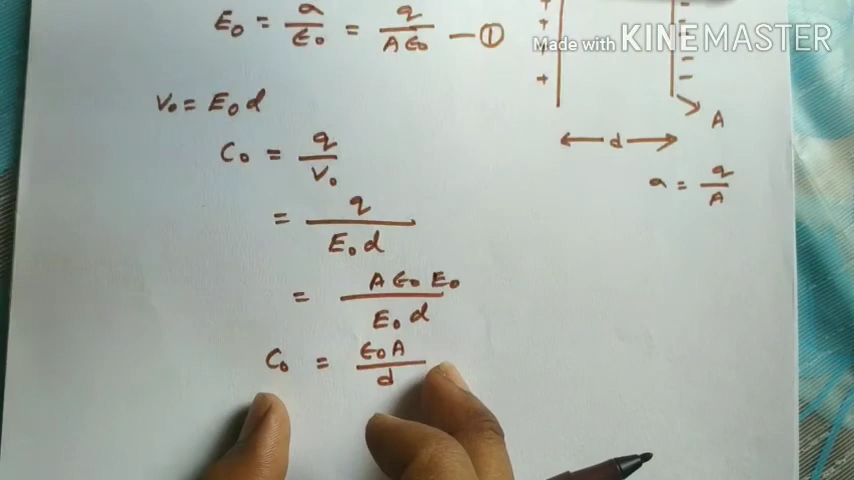 E₀ = a/ϵ₀ = q/Aϵ₀ — ①
Made with KINEMASTER
V₀ = E₀d
C₀ = q/V₀
= q/E₀d
= Aϵ₀E₀/E₀d
C₀ = ϵ₀A/d
+ −
+ −
+ −
+ −
A
d
a = q/A